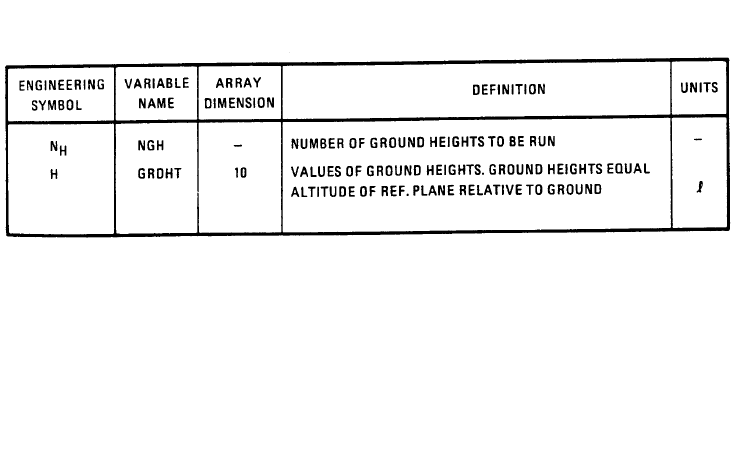 ENGINEERING SYMBOL VARIABLE NAME ARRAY DIMENSION DEFINITION UNITS
N_H NGH – NUMBER OF GROUND HEIGHTS TO BE RUN –
H GRDHT 10 VALUES OF GROUND HEIGHTS. GROUND HEIGHTS EQUAL
ALTITUDE OF REF. PLANE RELATIVE TO GROUND ℓ